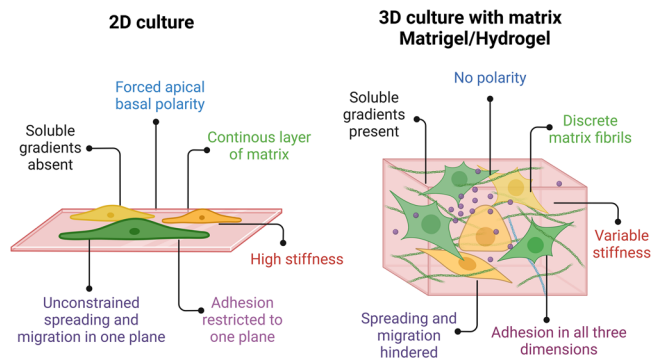 2D culture
Forced apical
basal polarity
Soluble
gradients
absent
Continous layer
of matrix
High stiffness
Unconstrained
spreading and
migration in one plane
Adhesion
restricted to
one plane
3D culture with matrix
Matrigel/Hydrogel
No polarity
Soluble
gradients
present
Discrete
matrix fibrils
Variable
stiffness
Spreading and
migration
hindered
Adhesion in all three
dimensions